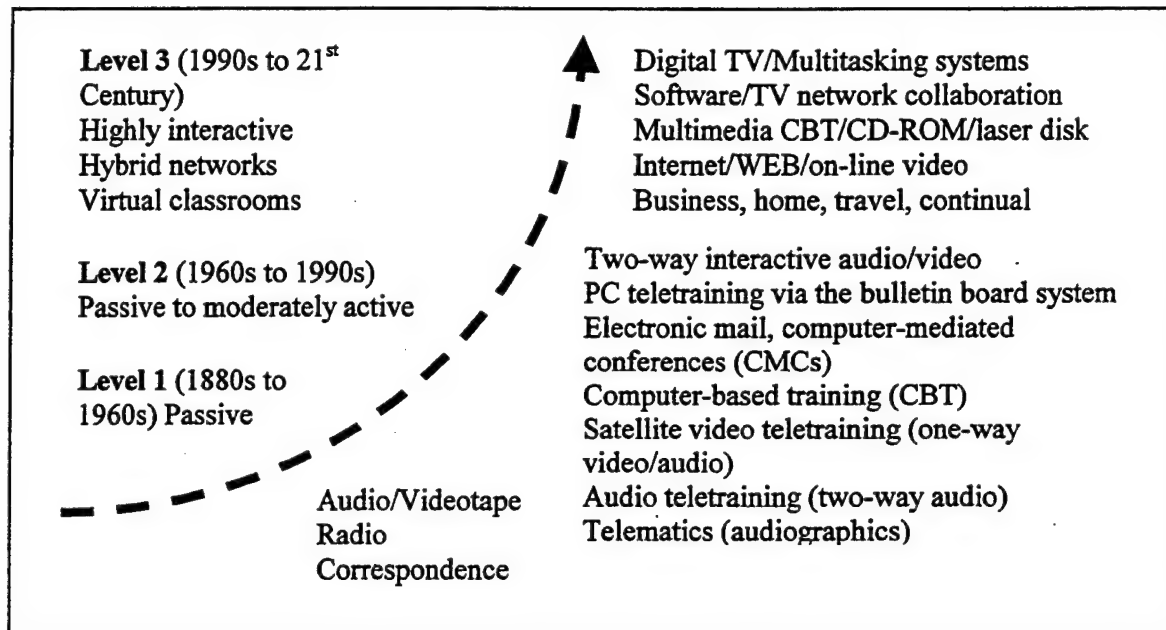 Level 3 (1990s to 21st
Century)
Highly interactive
Hybrid networks
Virtual classrooms
Level 2 (1960s to 1990s)
Passive to moderately active
Level 1 (1880s to
1960s) Passive
Audio/Videotape
Radio
Correspondence
Digital TV/Multitasking systems
Software/TV network collaboration
Multimedia CBT/CD-ROM/laser disk
Internet/WEB/on-line video
Business, home, travel, continual
Two-way interactive audio/video
PC teletraining via the bulletin board system
Electronic mail, computer-mediated
conferences (CMCs)
Computer-based training (CBT)
Satellite video teletraining (one-way
video/audio)
Audio teletraining (two-way audio)
Telematics (audiographics)